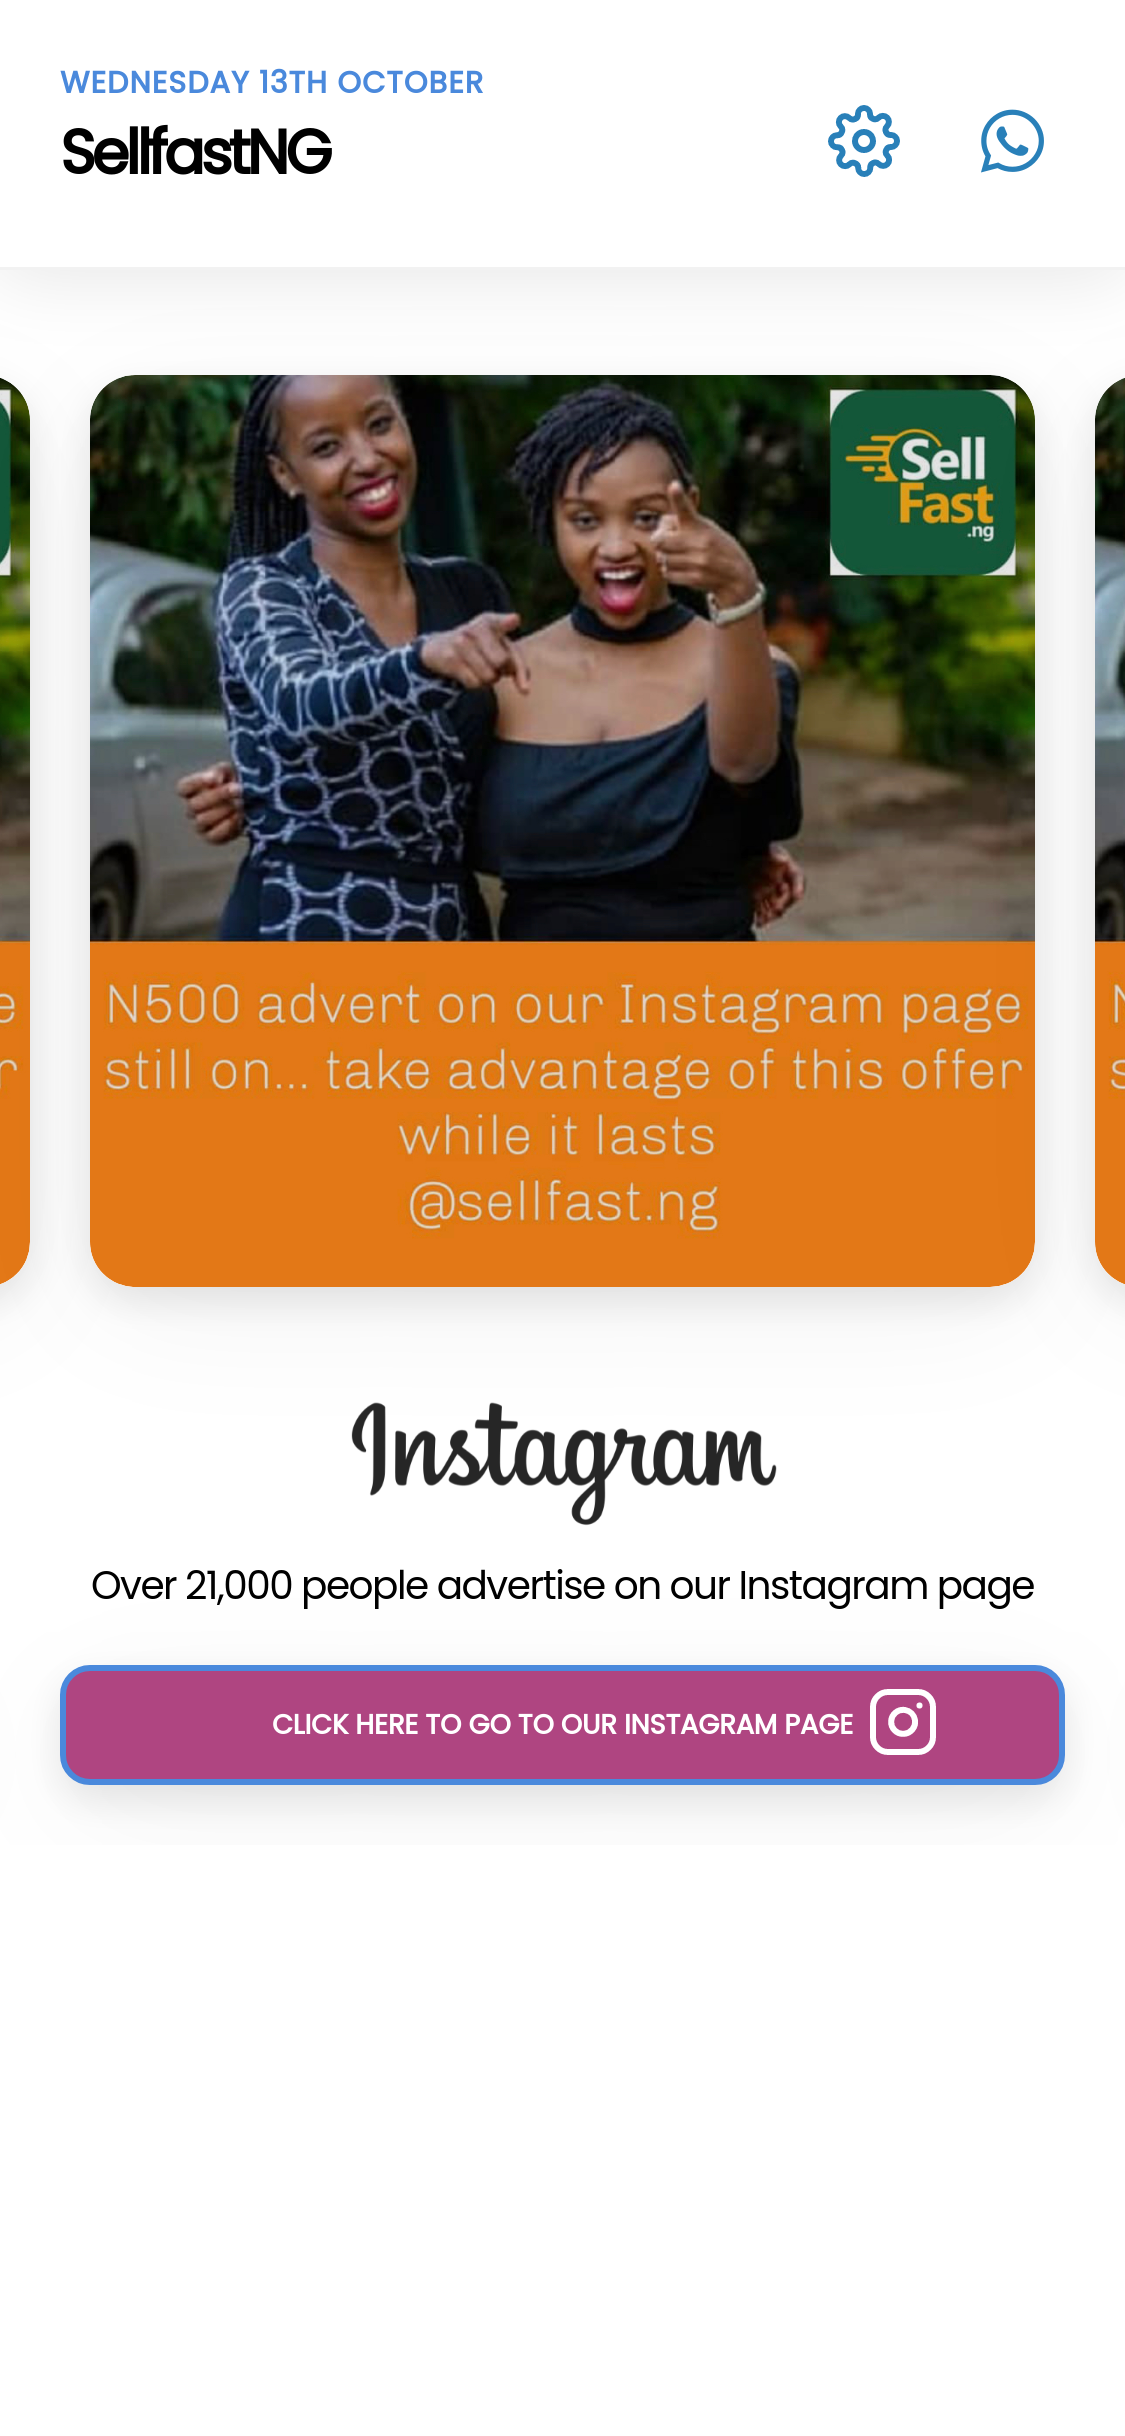 WEDNESDAY 13TH OCTOBER
SellfastNG
Sell
Fast
.ng
N500 advert on our Instagram page
still on... take advantage of this offer
while it lasts
@sellfast.ng
Instagram
Over 21,000 people advertise on our Instagram page
CLICK HERE TO GO TO OUR INSTAGRAM PAGE